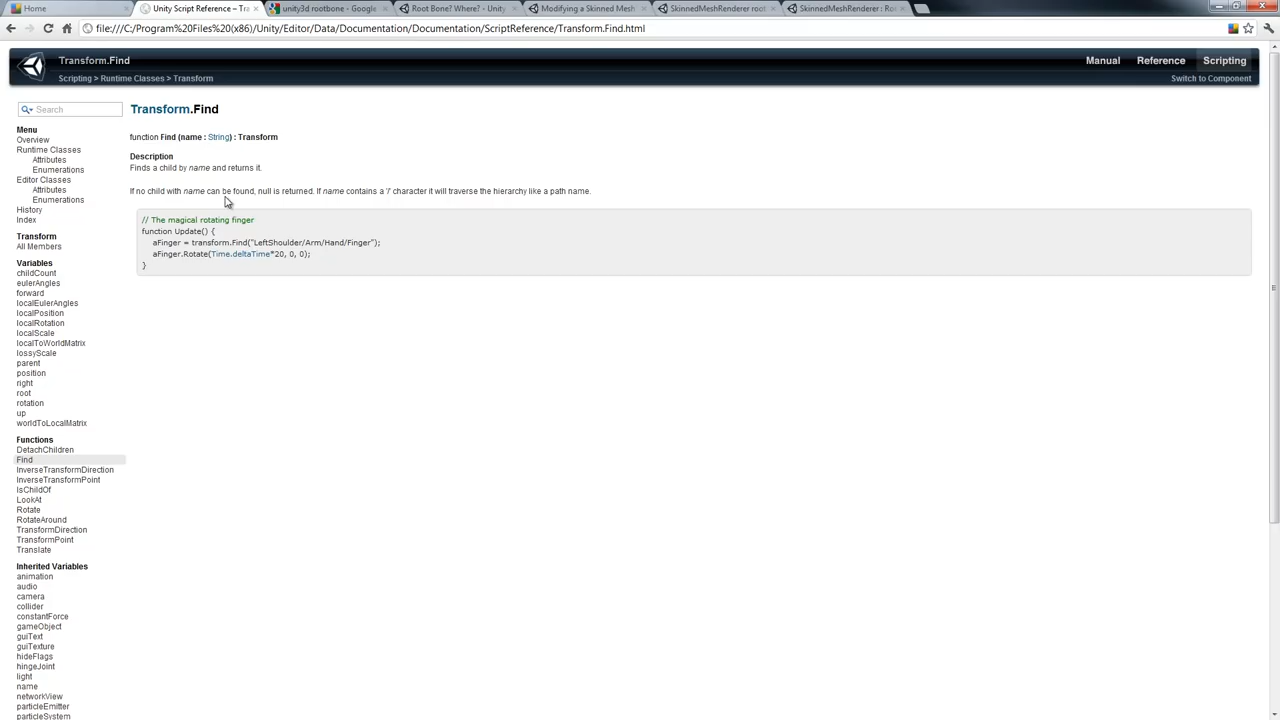 Home
Unity Script Reference – Tra
unity3d rootbone - Google
Root Bone? Where? - Unity
Modifying a Skinned Mesh
SkinnedMeshRenderer root
SkinnedMeshRenderer : Ro
file:///C:/Program%20Files%20(x86)/Unity/Editor/Data/Documentation/Documentation/ScriptReference/Transform.Find.html
Transform.Find
Manual Reference Scripting
Scripting > Runtime Classes > Transform
Switch to Component
Search
Menu
Overview
Runtime Classes
Attributes
Enumerations
Editor Classes
Attributes
Enumerations
History
Index
Transform
All Members
Variables
childCount
eulerAngles
forward
localEulerAngles
localPosition
localRotation
localScale
localToWorldMatrix
lossyScale
parent
position
right
root
rotation
up
worldToLocalMatrix
Functions
DetachChildren
Find
InverseTransformDirection
InverseTransformPoint
IsChildOf
LookAt
Rotate
RotateAround
TransformDirection
TransformPoint
Translate
Inherited Variables
animation
audio
camera
collider
constantForce
gameObject
guiText
guiTexture
hideFlags
hingeJoint
light
name
networkView
particleEmitter
particleSystem
Transform.Find
function Find (name : String) : Transform
Description
Finds a child by name and returns it.
If no child with name can be found, null is returned. If name contains a '/' character it will traverse the hierarchy like a path name.
// The magical rotating finger
function Update() {
aFinger = transform.Find("LeftShoulder/Arm/Hand/Finger");
aFinger.Rotate(Time.deltaTime*20, 0, 0);
}